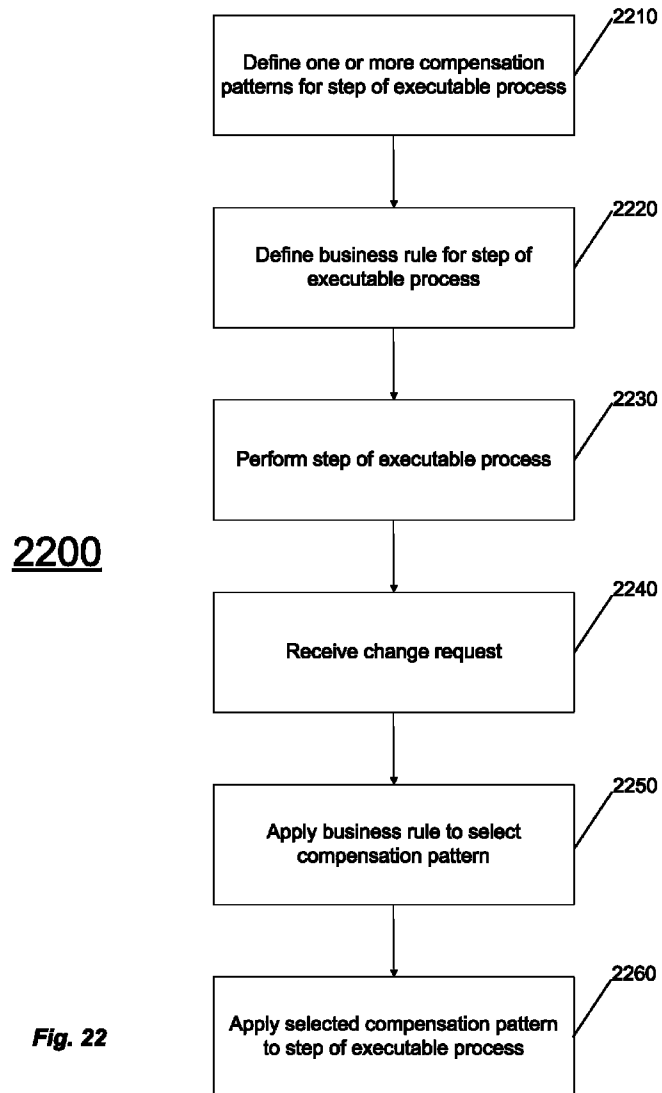 2210
Define one or more compensation
patterns for step of executable process
2220
Define business rule for step of
executable process
2230
Perform step of executable process
2200
2240
Receive change request
2250
Apply business rule to select
compensation pattern
2260
Apply selected compensation pattern
to step of executable process
Fig. 22